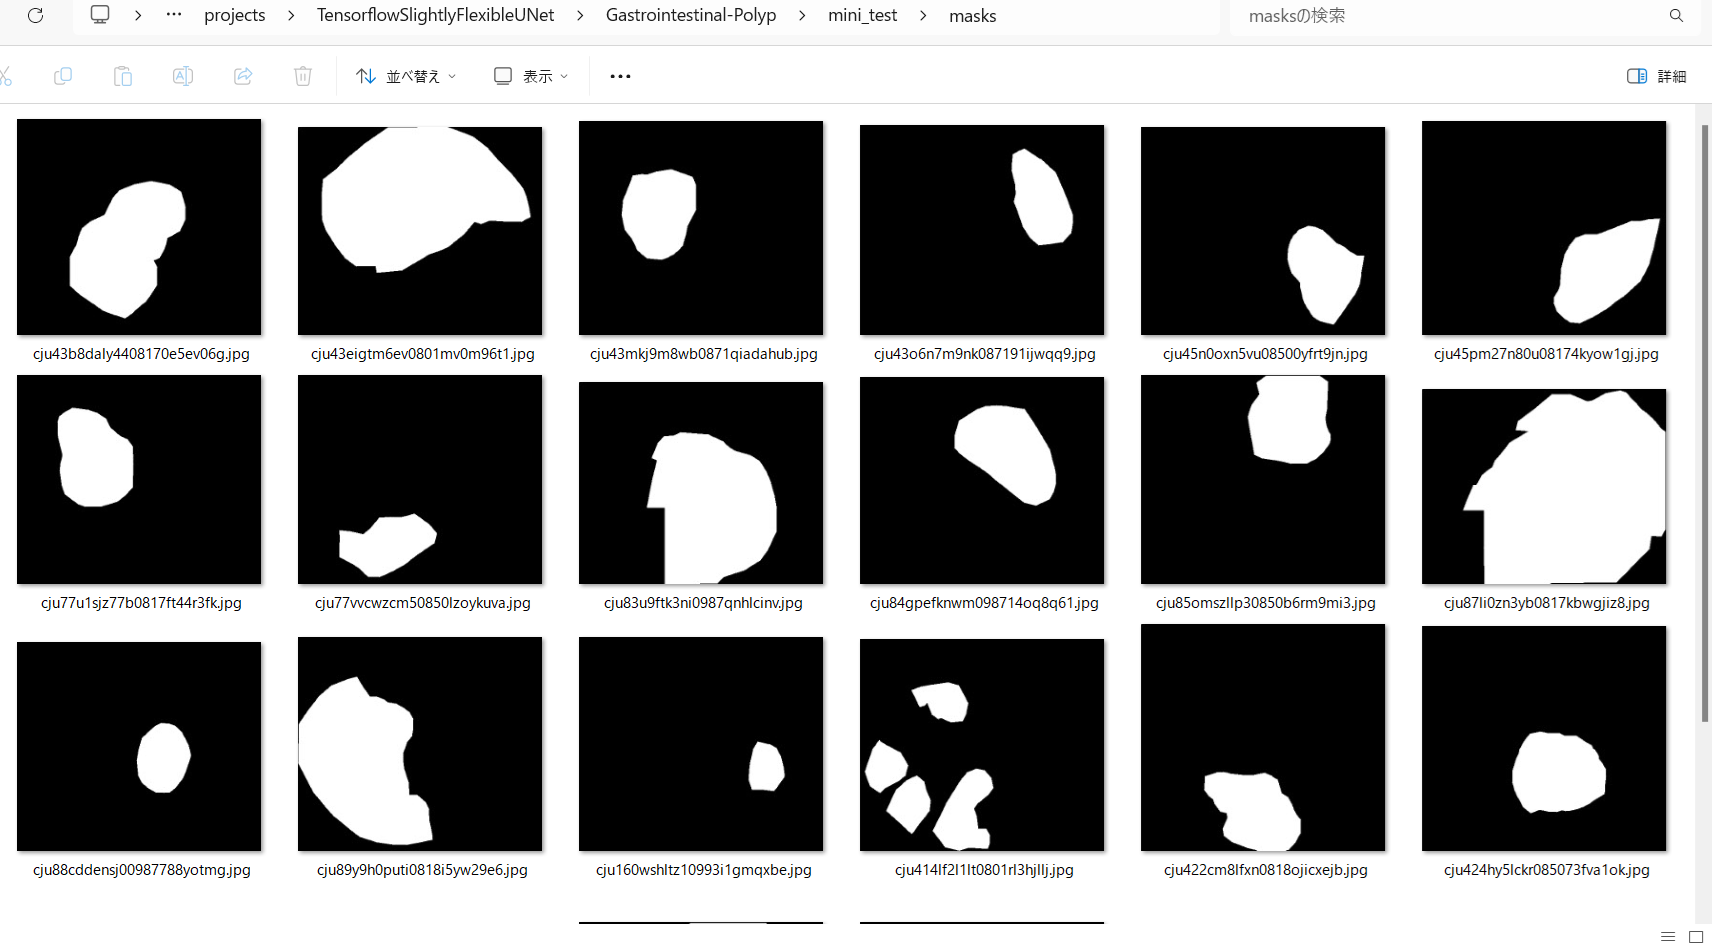 projects > TensorflowSlightlyFlexibleUNet > Gastrointestinal-Polyp > mini_test > masks
masksの検索
並べ替え
表示
詳細
cju43b8daly4408170e5ev06g.jpg
cju43eigtm6ev0801mv0m96t1.jpg
cju43mkj9m8wb0871qiadahub.jpg
cju43o6n7m9nk087191ijwqq9.jpg
cju45n0oxn5vu08500yfrt9jn.jpg
cju45pm27n80u08174kyow1gj.jpg
cju77u1sjz77b0817ft44r3fk.jpg
cju77vvcwzcm50850lzoykuva.jpg
cju83u9ftk3ni0987qnhlcinv.jpg
cju84gpefknwm098714oq8q61.jpg
cju85omszllp30850b6rm9mi3.jpg
cju87li0zn3yb0817kbwgjiz8.jpg
cju88cddensj00987788yotmg.jpg
cju89y9h0puti0818i5yw29e6.jpg
cju160wshltz10993i1gmqxbe.jpg
cju414lf2l1lt0801rl3hjllj.jpg
cju422cm8lfxn0818ojicxejb.jpg
cju424hy5lckr085073fva1ok.jpg